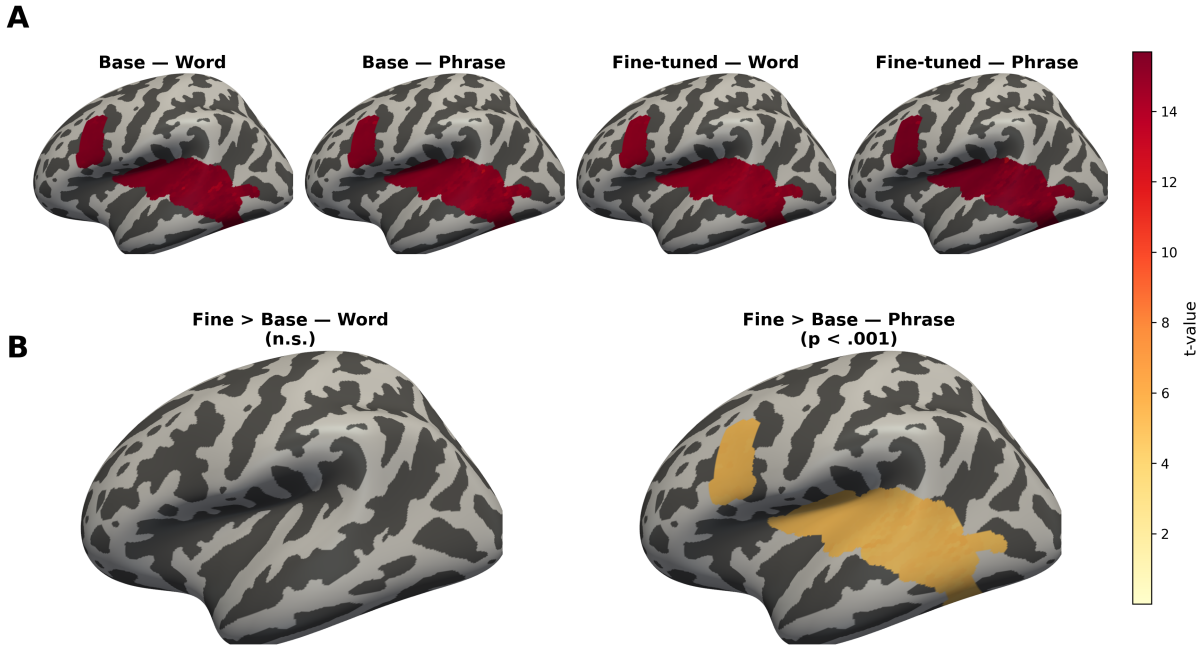 A
Base — Word
Base — Phrase
Fine-tuned — Word
Fine-tuned — Phrase
14
12
10
8
6
4
2
t-value
B
Fine > Base — Word
(n.s.)
Fine > Base — Phrase
(p < .001)